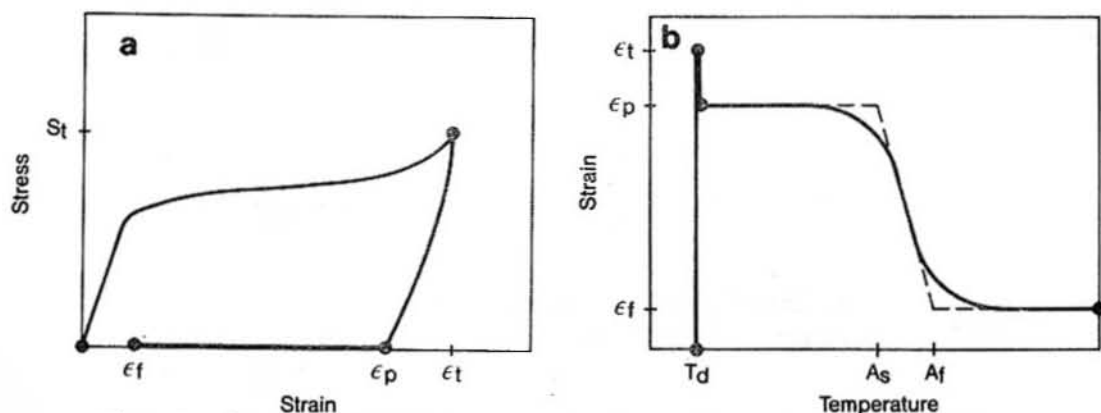 a
St
Stress
ϵf
ϵp
ϵt
Strain
b
ϵt
ϵp
Strain
ϵf
Td
As
Af
Temperature